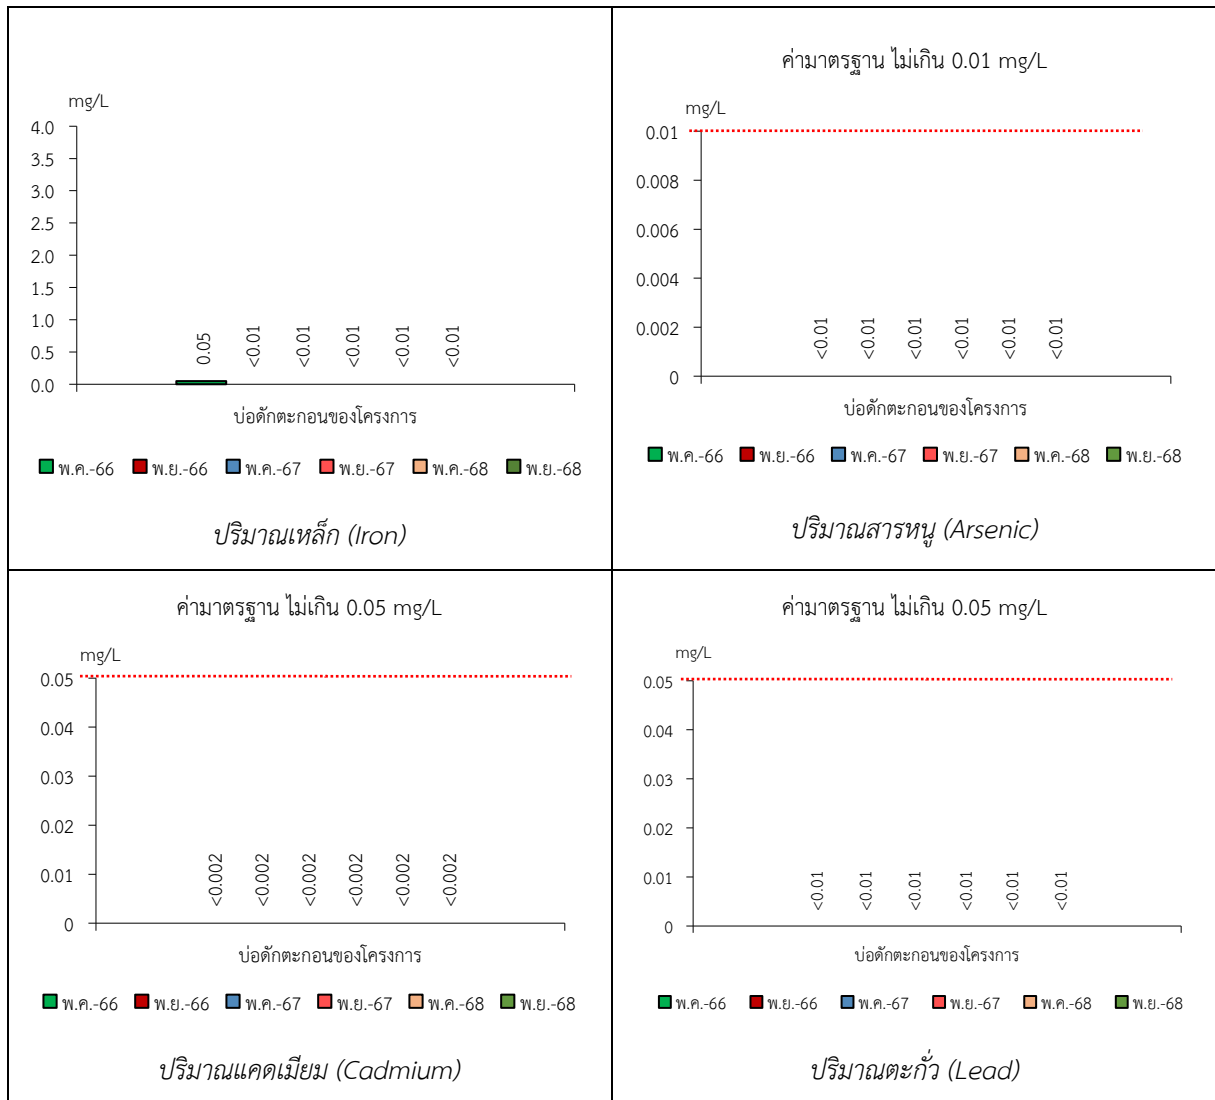 mg/L
4.0
3.5
3.0
2.5
2.0
1.5
1.0
0.5
0.0
0.05
<0.01
<0.01
<0.01
<0.01
<0.01
บ่อดักตะกอนของโครงการ
พ.ค.-66 พ.ย.-66 พ.ค.-67 พ.ย.-67 พ.ค.-68 พ.ย.-68
ปริมาณเหล็ก (Iron)
ค่ามาตรฐาน ไม่เกิน 0.01 mg/L
mg/L
0.01
0.008
0.006
0.004
0.002
0
<0.01
<0.01
<0.01
<0.01
<0.01
<0.01
บ่อดักตะกอนของโครงการ
พ.ค.-66 พ.ย.-66 พ.ค.-67 พ.ย.-67 พ.ค.-68 พ.ย.-68
ปริมาณสารหนู (Arsenic)
ค่ามาตรฐาน ไม่เกิน 0.05 mg/L
mg/L
0.05
0.04
0.03
0.02
0.01
0
<0.002
<0.002
<0.002
<0.002
<0.002
<0.002
บ่อดักตะกอนของโครงการ
พ.ค.-66 พ.ย.-66 พ.ค.-67 พ.ย.-67 พ.ค.-68 พ.ย.-68
ปริมาณแคดเมียม (Cadmium)
ค่ามาตรฐาน ไม่เกิน 0.05 mg/L
mg/L
0.05
0.04
0.03
0.02
0.01
0
<0.01
<0.01
<0.01
<0.01
<0.01
<0.01
บ่อดักตะกอนของโครงการ
พ.ค.-66 พ.ย.-66 พ.ค.-67 พ.ย.-67 พ.ค.-68 พ.ย.-68
ปริมาณตะกั่ว (Lead)